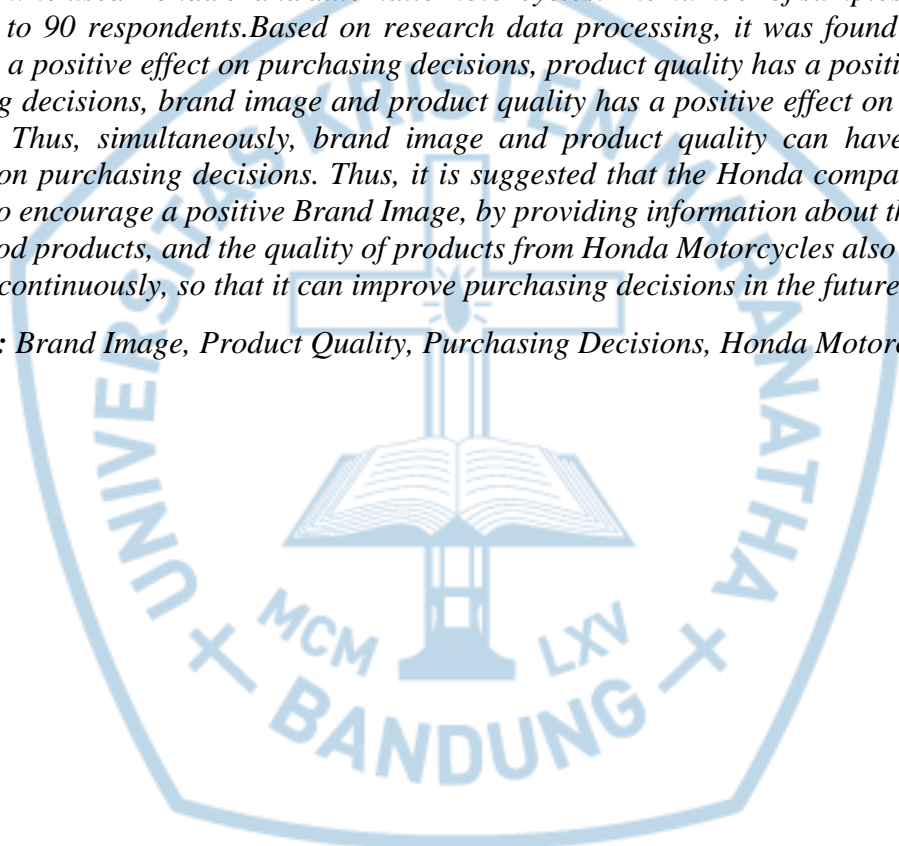 to 90 respondents.Based on research data processing, it was found
a positive effect on purchasing decisions, product quality has a positi
g decisions, brand image and product quality has a positive effect on
Thus, simultaneously, brand image and product quality can have
on purchasing decisions. Thus, it is suggested that the Honda compa
o encourage a positive Brand Image, by providing information about th
od products, and the quality of products from Honda Motorcycles also
continuously, so that it can improve purchasing decisions in the future
: Brand Image, Product Quality, Purchasing Decisions, Honda Motor
UNIVERSITAS KRISTEN MARANATHA
MCM LXV
BANDUNG